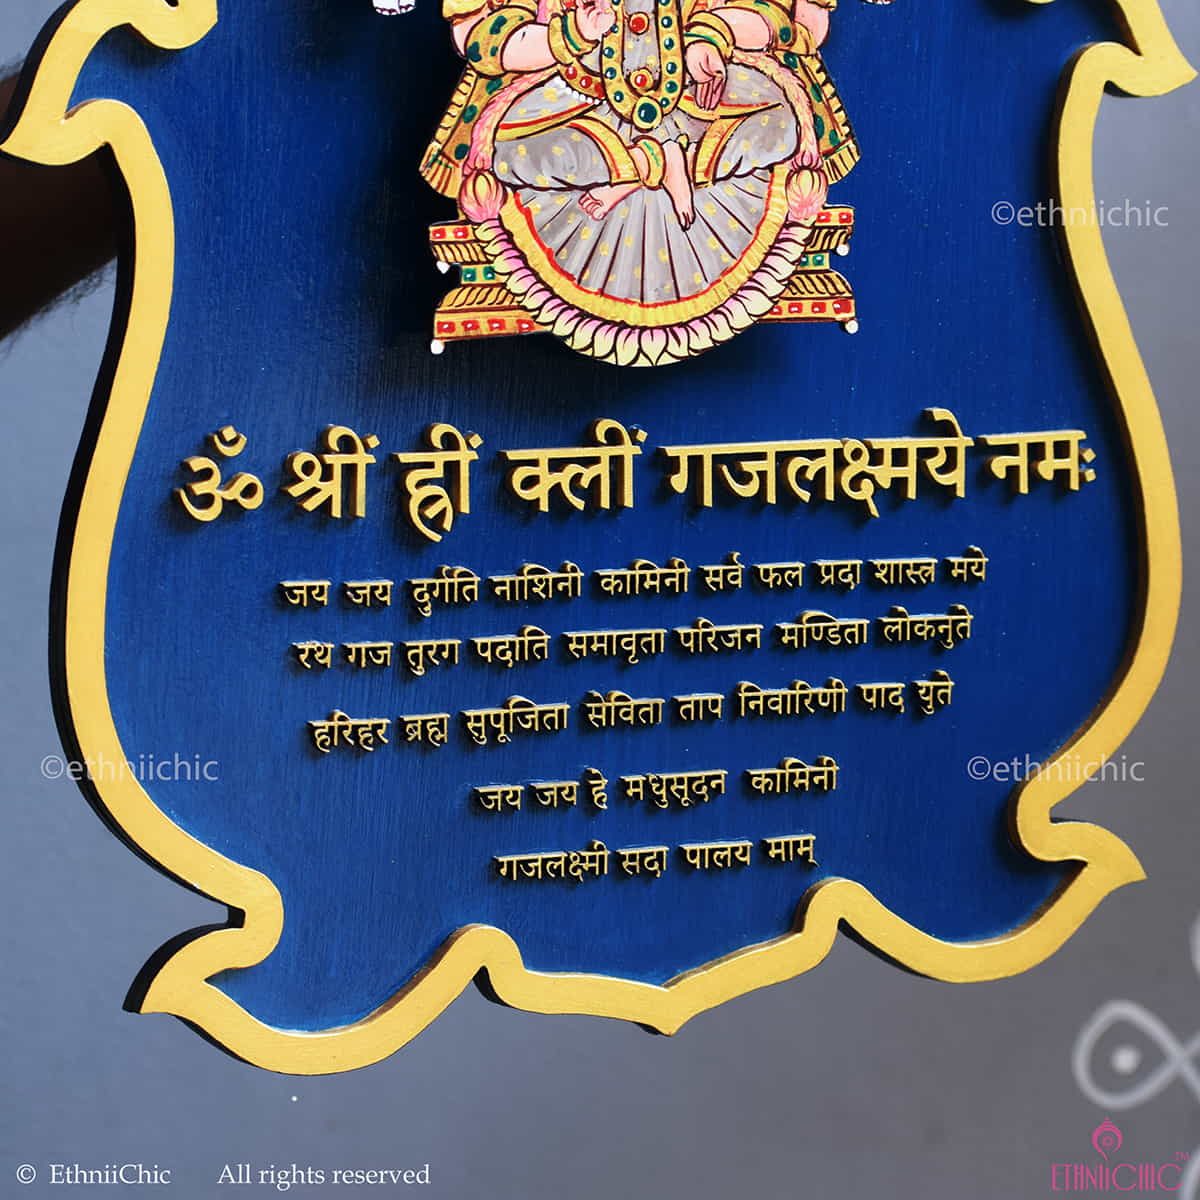 ©ethniichic
ॐ श्रीं ह्रीं क्लीं गजलक्ष्मये नमः
जय जय दुर्गति नाशिनी कामिनी सर्व फल प्रदा शास्त्र मये
रथ गज तुरग पदाति समावृता परिजन मण्डिता लोकनुते
हरिहर ब्रह्म सुपूजिता सेविता ताप निवारिणी पाद युते
©ethniichic ©ethniichic
जय जय हे मधुसूदन कामिनी
गजलक्ष्मी सदा पालय माम्
© EthniiChic All rights reserved
ETHNIICHIC™